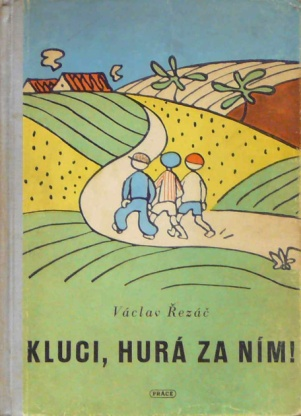 Václav Řezáč
KLUCI, HURÁ ZA NÍM!
PRÁCE